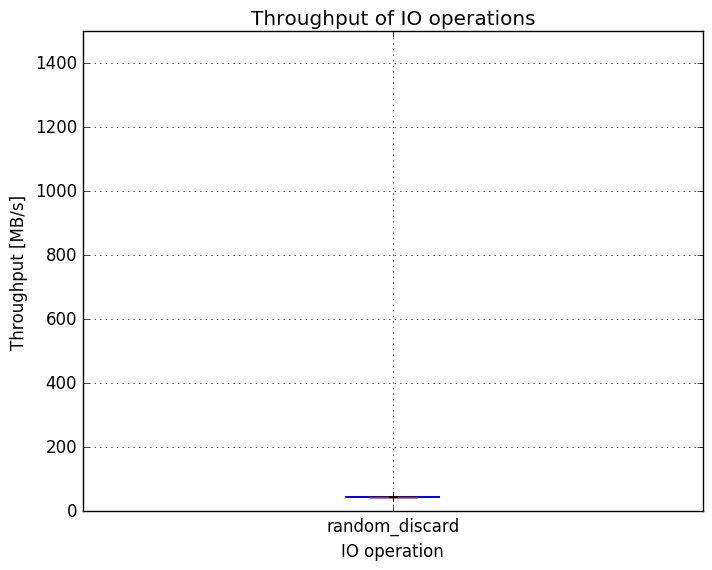 Throughput of IO operations
1400
1200
1000
800
600
400
200
0
Throughput [MB/s]
random_discard
IO operation